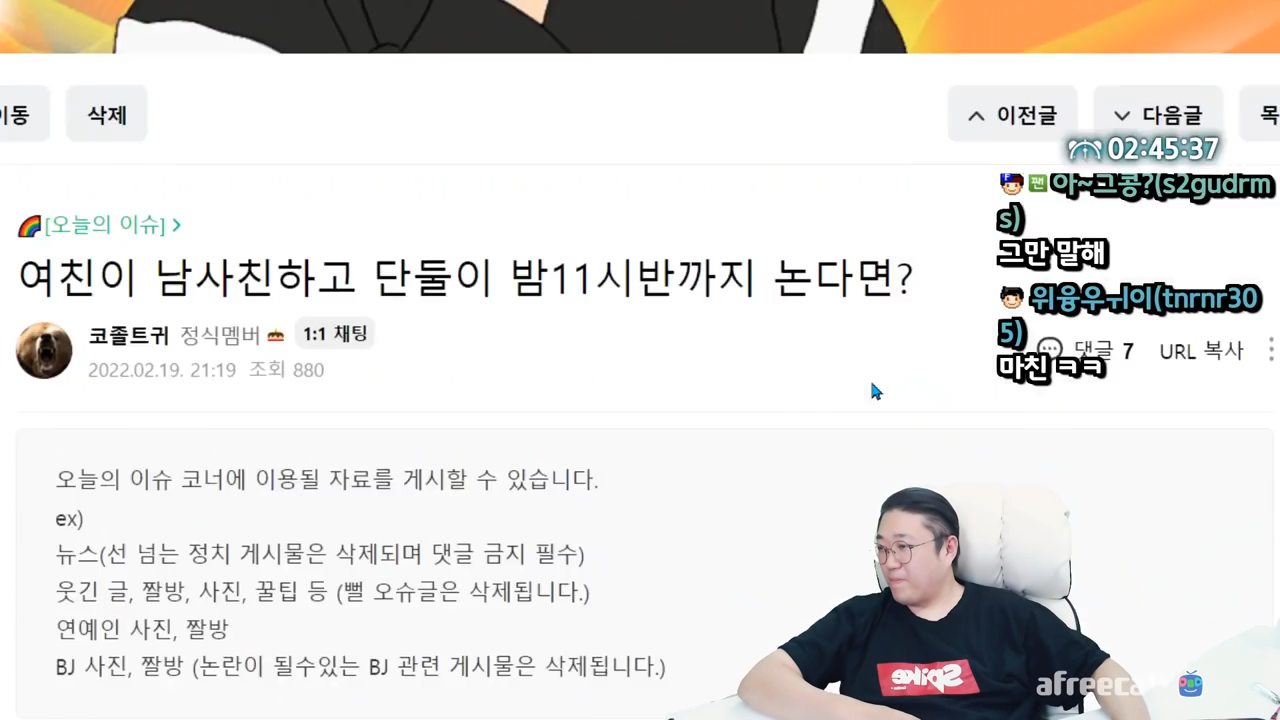 이동
삭제
이전글
다음글
목
02:45:37
[오늘의 이슈]
여친이 남사친하고 단둘이 밤11시반까지 논다면?
코졸트귀 정식멤버 1:1 채팅
2022.02.19. 21:19 조회 880
댓글 7 URL 복사
F 팬 아~그콩?(s2gudrm
s)
그만 말해
위윰우귀이(tnrnr30
5)
마친 ㅋㅋ
오늘의 이슈 코너에 이용될 자료를 게시할 수 있습니다.
ex)
뉴스(선 넘는 정치 게시물은 삭제되며 댓글 금지 필수)
웃긴 글, 짤방, 사진, 꿀팁 등 (뻘 오슈글은 삭제됩니다.)
연예인 사진, 짤방
BJ 사진, 짤방 (논란이 될수있는 BJ 관련 게시물은 삭제됩니다.)
Spike
afreecaTV